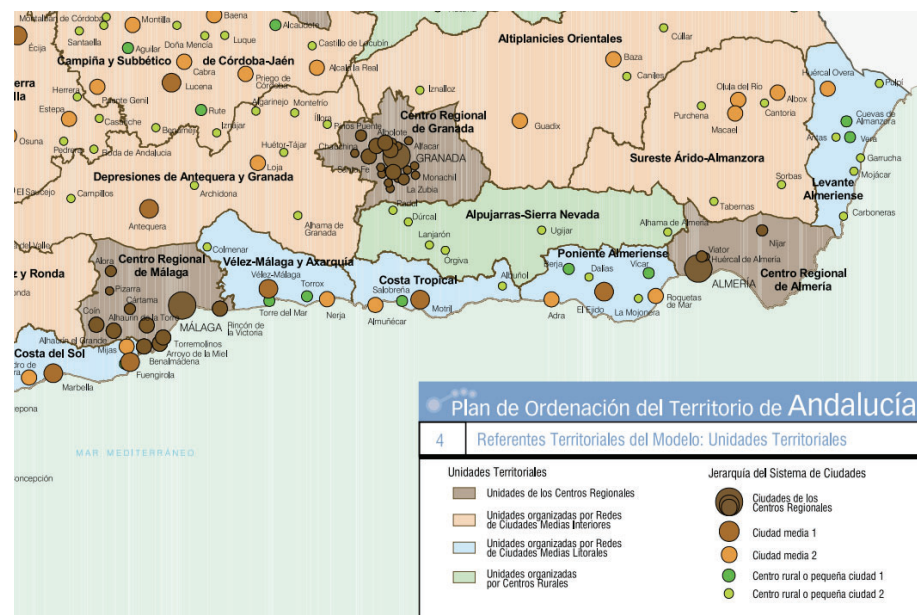 Montalbán de Córdoba
Montilla
Baena
Alcaudete
Écija
Santaella
Aguilar
Doña Mencía
Luque
Castillo de Locubín
Campiña y Subbético de Córdoba-Jaén
Altiplanicies Orientales
Cúllar
Baza
Caniles
Huércal Overa
Pulpí
Cabra
Lucena
Priego de
Córdoba
Alcalá la Real
Herrera
Puente Genil
Estepa
Casariche
Rute
Algarinejo
Montefrío
Iznalloz
Olula del Río
Albox
Cantoria
Purchena
Macael
Cuevas de
Almanzora
Vera
Antas
Garrucha
Mojácar
Osuna
Pedrera
Roda de Andalucía
Benamejí
Iznájar
Íllora
Pinos Puente
Centro Regional
de Granada
Albolote
Alfacar
GRANADA
Chauchina
Santa Fe
Monachil
La Zubia
Guadix
Huétor-Tájar
Loja
Sureste Árido-Almanzora
Sorbas
Tabernas
Levante
Almeriense
Carboneras
El Saucejo
Campillos
Depresiones de Antequera y Granada
Archidona
Antequera
Alhama de
Granada
Padul
Dúrcal
Lanjarón
Órgiva
Alpujarras-Sierra Nevada
Ugijar
Alhama de Almería
z y Ronda
Colmenar
Centro Regional
de Málaga
Álora
Pizarra
Cártama
Coín
Alhaurín de la Torre
Alhaurín el Grande
MÁLAGA
Rincón de
la Victoria
Torremolinos
Arroyo de la Miel
Benalmádena
Mijas
Fuengirola
Costa del Sol
Marbella
Vélez-Málaga y Axarquía
Vélez-Málaga
Torrox
Torre del Mar
Nerja
Costa Tropical
Salobreña
Almuñécar
Motril
Albuñol
Poniente Almeriense
Berja
Dalías
Vícar
Adra
El Ejido
La Mojonera
Roquetas
de Mar
Viator
Huércal de Almería
ALMERÍA
Níjar
Centro Regional
de Almería
MAR MEDITERRÁNEO
Plan de Ordenación del Territorio de Andalucía
4 Referentes Territoriales del Modelo: Unidades Territoriales
Unidades Territoriales
Unidades de los Centros Regionales
Unidades organizadas por Redes
de Ciudades Medias Interiores
Unidades organizadas por Redes
de Ciudades Medias Litorales
Unidades organizadas
por Centros Rurales
Jerarquía del Sistema de Ciudades
Ciudades de los
Centros Regionales
Ciudad media 1
Ciudad media 2
Centro rural o pequeña ciudad 1
Centro rural o pequeña ciudad 2